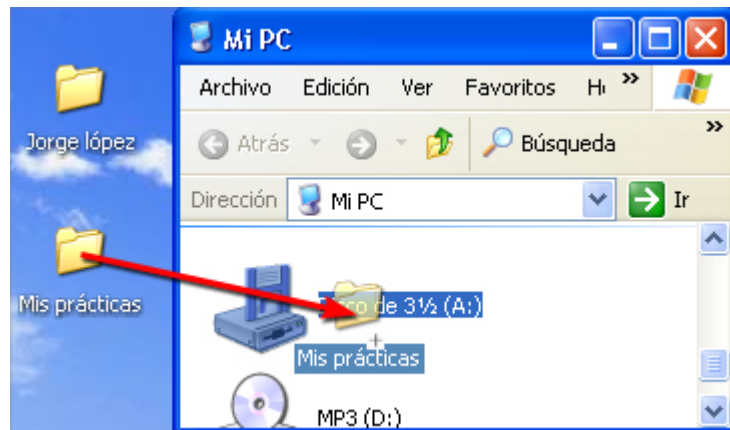 Mi PC
Archivo Edición Ver Favoritos »
Jorge lópez
Atrás Búsqueda »
Dirección Mi PC Ir
Mis prácticas
de 3½ (A:)
Mis prácticas
MP3 (D:)